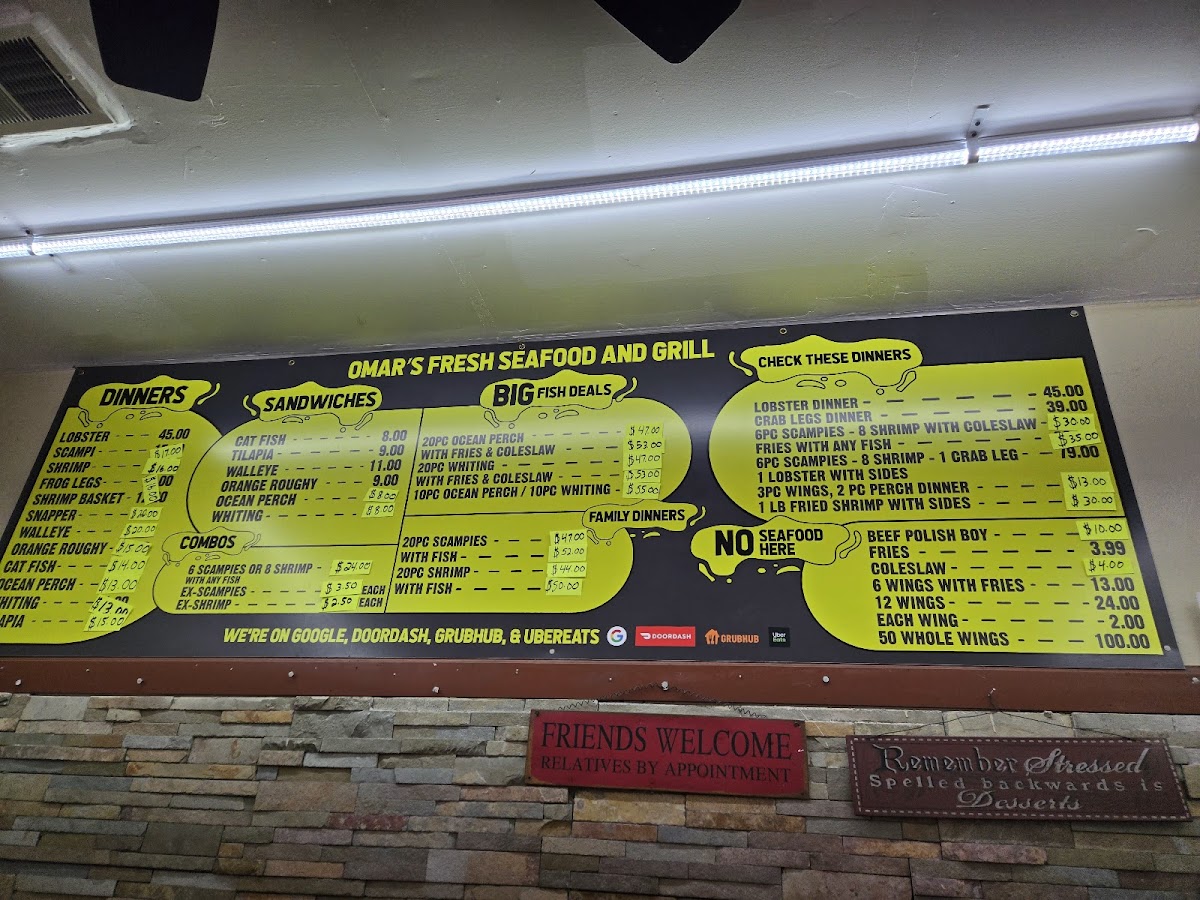 OMAR'S FRESH SEAFOOD AND GRILL
DINNERS
LOBSTER 45.00
SCAMPI $17.00
SHRIMP $16.00
FROG LEGS
SHRIMP BASKET
SNAPPER $20.00
WALLEYE $20.00
ORANGE ROUGHY $15.00
CAT FISH $14.00
OCEAN PERCH $13.00
WHITING $13.00
APIA $15.00
SANDWICHES
CAT FISH 8.00
TILAPIA 9.00
WALLEYE 11.00
ORANGE ROUGHY 9.00
OCEAN PERCH $8.00
WHITING $8.00
COMBOS
6 SCAMPIES OR 8 SHRIMP - $24.00
WITH ANY FISH
EX-SCAMPIES $3.50 EACH
EX-SHRIMP $2.50 EACH
BIG FISH DEALS
20PC OCEAN PERCH $47.00
WITH FRIES & COLESLAW $53.00
20PC WHITING $47.00
WITH FRIES & COLESLAW $53.00
10PC OCEAN PERCH / 10PC WHITING - $55.00
FAMILY DINNERS
20PC SCAMPIES $47.00
WITH FISH $52.00
20PC SHRIMP $44.00
WITH FISH $50.00
CHECK THESE DINNERS
LOBSTER DINNER 45.00
CRAB LEGS DINNER 39.00
6PC SCAMPIES - 8 SHRIMP WITH COLESLAW $30.00
FRIES WITH ANY FISH $35.00
6PC SCAMPIES - 8 SHRIMP - 1 CRAB LEG - 79.00
1 LOBSTER WITH SIDES
3PC WINGS, 2 PC PERCH DINNER $13.00
1 LB FRIED SHRIMP WITH SIDES $30.00
NO SEAFOOD HERE
BEEF POLISH BOY $10.00
FRIES 3.99
COLESLAW $4.00
6 WINGS WITH FRIES 13.00
12 WINGS 24.00
EACH WING 2.00
50 WHOLE WINGS 100.00
WE'RE ON GOOGLE, DOORDASH, GRUBHUB, & UBEREATS G DOORDASH GRUBHUB Uber Eats
FRIENDS WELCOME
RELATIVES BY APPOINTMENT
Remember Stressed
Spelled backwards is
Desserts